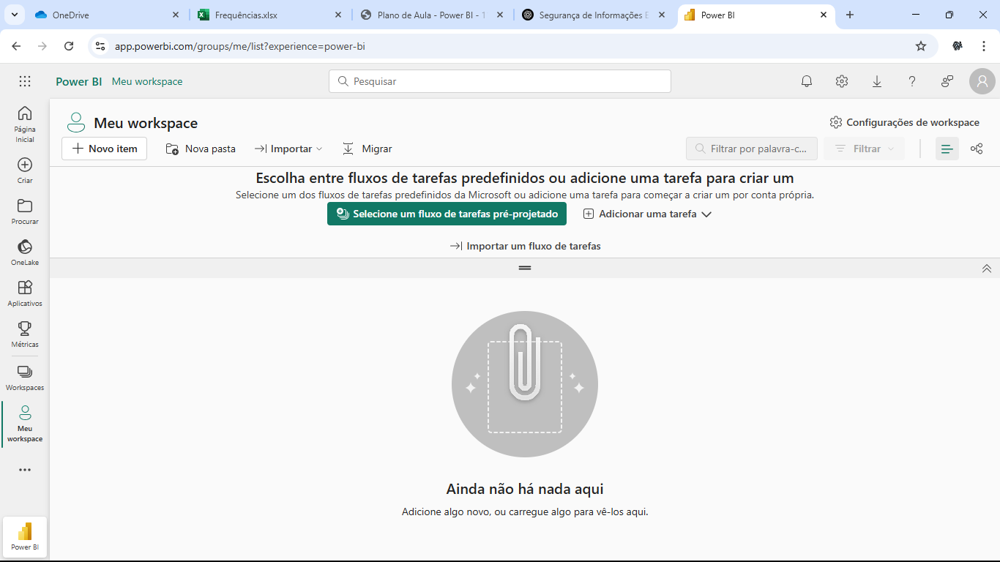 OneDrive
Frequências.xlsx
Plano de Aula - Power BI - 1
Segurança de Informações E
Power BI
app.powerbi.com/groups/me/list?experience=power-bi
Power BI Meu workspace
Pesquisar
Página
Inicial
Criar
Procurar
OneLake
Aplicativos
Métricas
Workspaces
Meu
workspace
Power BI
Meu workspace
Configurações de workspace
Novo item
Nova pasta
Importar
Migrar
Filtrar por palavra-c...
Filtrar
Escolha entre fluxos de tarefas predefinidos ou adicione uma tarefa para criar um
Selecione um dos fluxos de tarefas predefinidos da Microsoft ou adicione uma tarefa para começar a criar um por conta própria.
Selecione um fluxo de tarefas pré-projetado
Adicionar uma tarefa
Importar um fluxo de tarefas
Ainda não há nada aqui
Adicione algo novo, ou carregue algo para vê-los aqui.